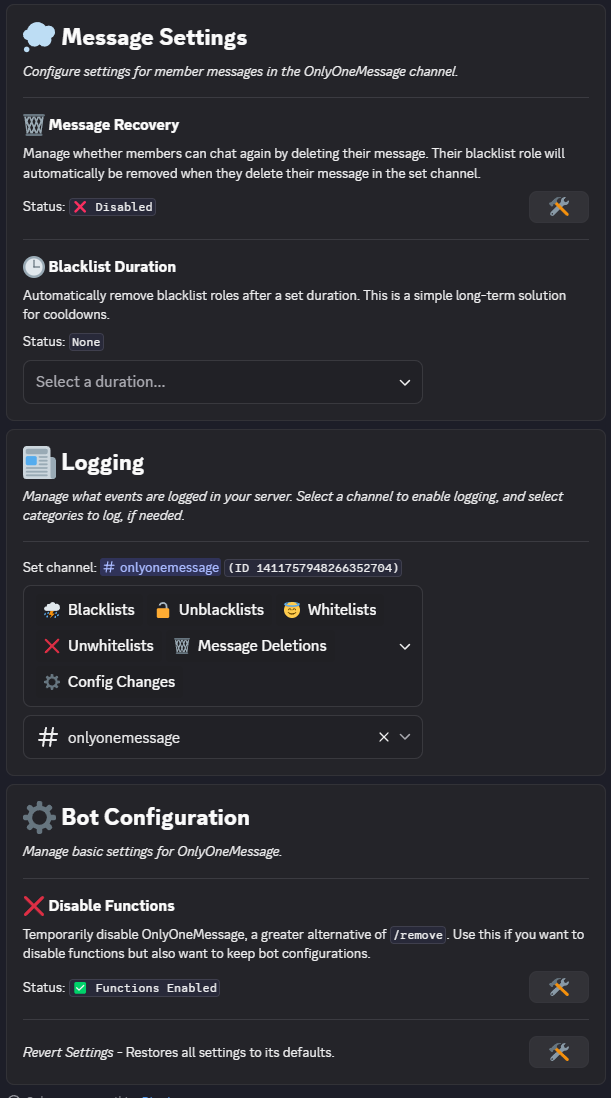 Message Settings
Configure settings for member messages in the OnlyOneMessage channel.
Message Recovery
Manage whether members can chat again by deleting their message. Their blacklist role will
automatically be removed when they delete their message in the set channel.
Status: ❌ Disabled
Blacklist Duration
Automatically remove blacklist roles after a set duration. This is a simple long-term solution
for cooldowns.
Status: None
Select a duration...
Logging
Manage what events are logged in your server. Select a channel to enable logging, and select
categories to log, if needed.
Set channel: # onlyonemessage (ID 1411757948266352704)
Blacklists Unblacklists Whitelists
Unwhitelists Message Deletions
Config Changes
# onlyonemessage
Bot Configuration
Manage basic settings for OnlyOneMessage.
Disable Functions
Temporarily disable OnlyOneMessage, a greater alternative of /remove. Use this if you want to
disable functions but also want to keep bot configurations.
Status: ✅ Functions Enabled
Revert Settings - Restores all settings to its defaults.